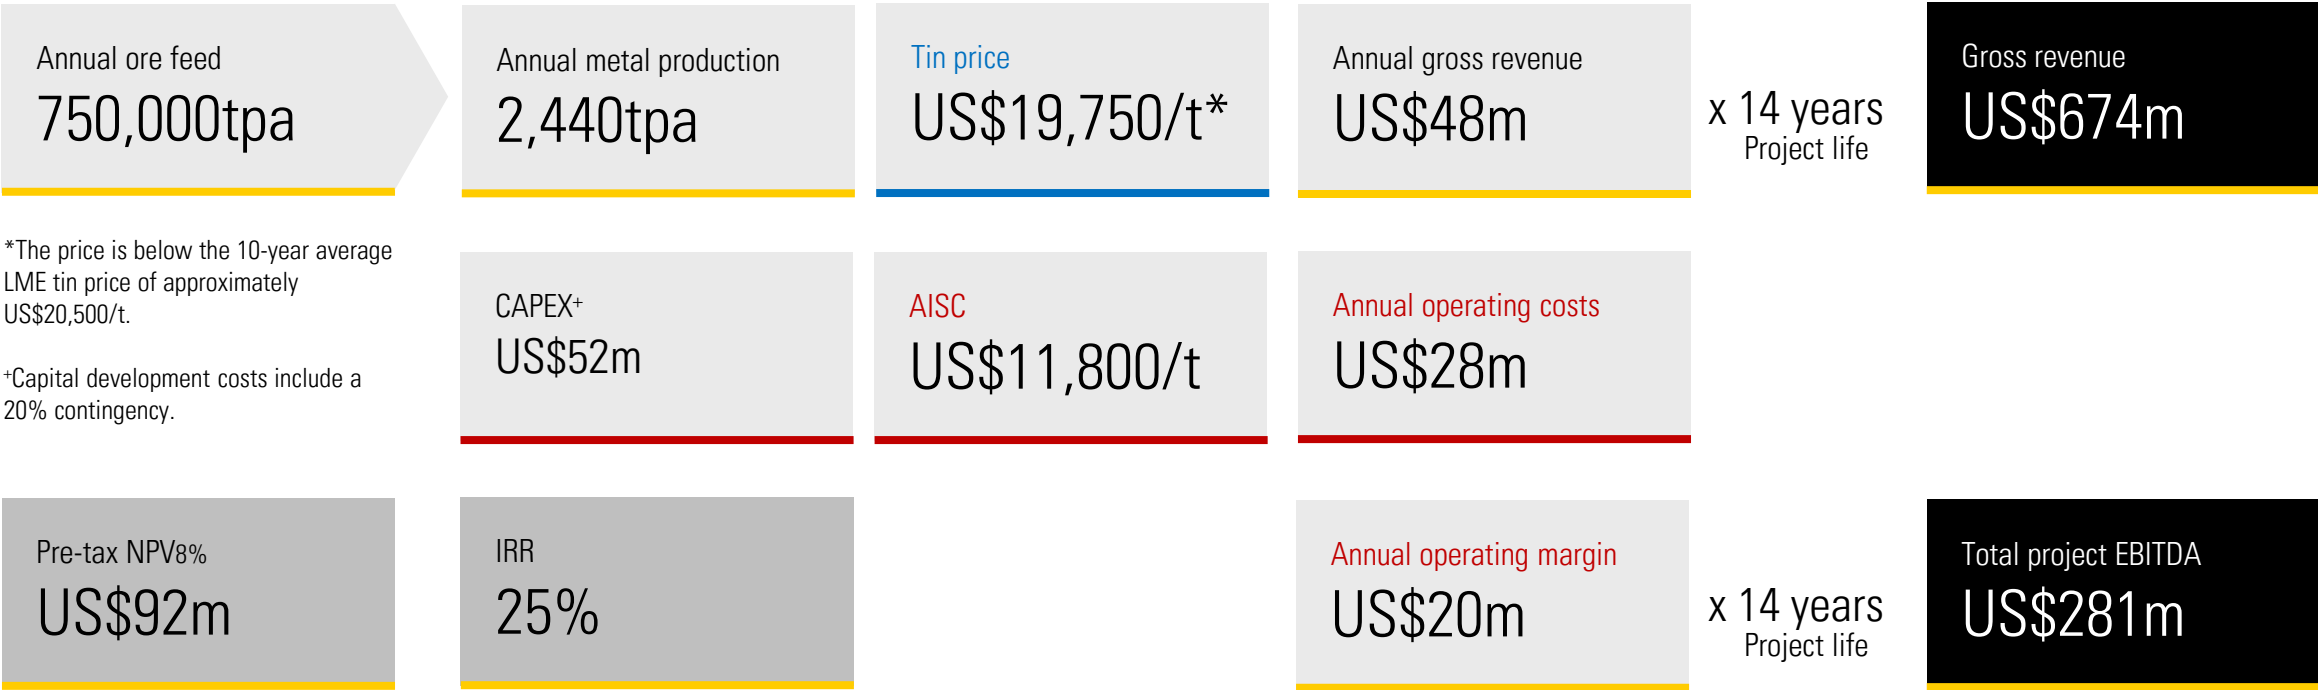 Annual ore feed
750,000tpa
Annual metal production
2,440tpa
Tin price
US$19,750/t*
Annual gross revenue
US$48m
x 14 years
Project life
Gross revenue
US$674m
*The price is below the 10-year average
LME tin price of approximately
US$20,500/t.
+Capital development costs include a
20% contingency.
CAPEX+
US$52m
AISC
US$11,800/t
Annual operating costs
US$28m
Pre-tax NPV8%
US$92m
IRR
25%
Annual operating margin
US$20m
x 14 years
Project life
Total project EBITDA
US$281m